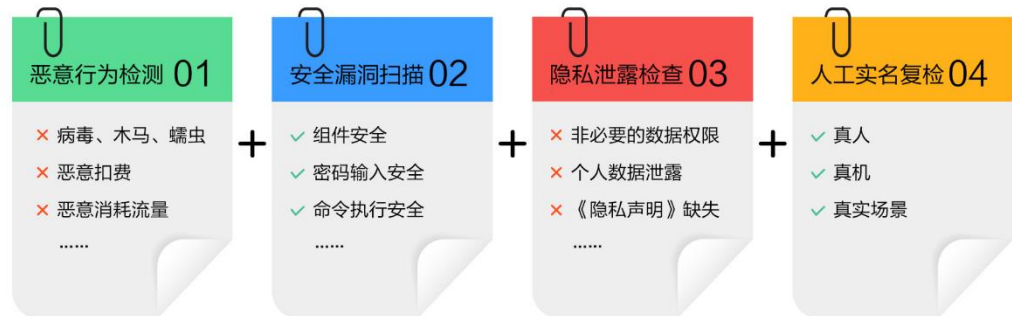 恶意行为检测 01
× 病毒、木马、蠕虫
× 恶意扣费
× 恶意消耗流量
......
+
安全漏洞扫描 02
✓ 组件安全
✓ 密码输入安全
✓ 命令执行安全
......
+
隐私泄露检查 03
× 非必要的数据权限
× 个人数据泄露
× 《隐私声明》缺失
......
+
人工实名复检 04
✓ 真人
✓ 真机
✓ 真实场景